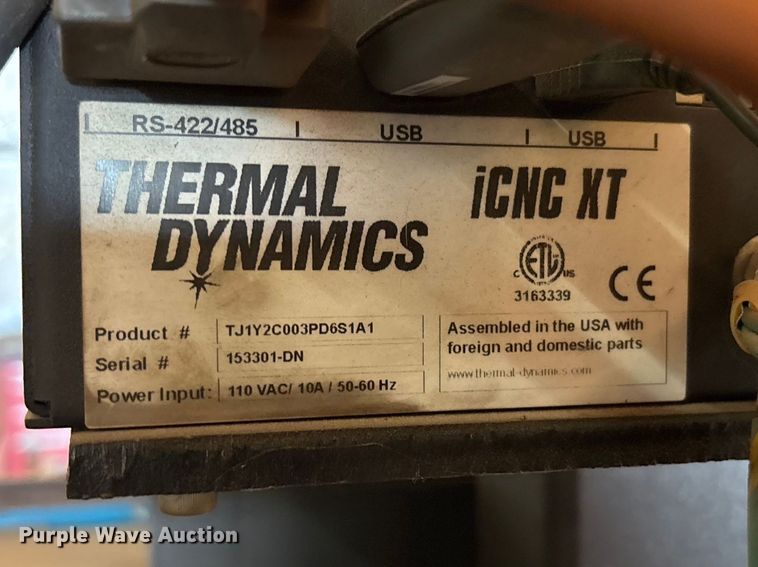 RS-422/485 USB USB
THERMAL DYNAMICS
iCNC XT
C ETL US
3163339
CE
Product # TJ1Y2C003PD6S1A1
Serial # 153301-DN
Power Input: 110 VAC/ 10A / 50-60 Hz
Assembled in the USA with
foreign and domestic parts
www.thermal-dynamics.com
Purple Wave Auction